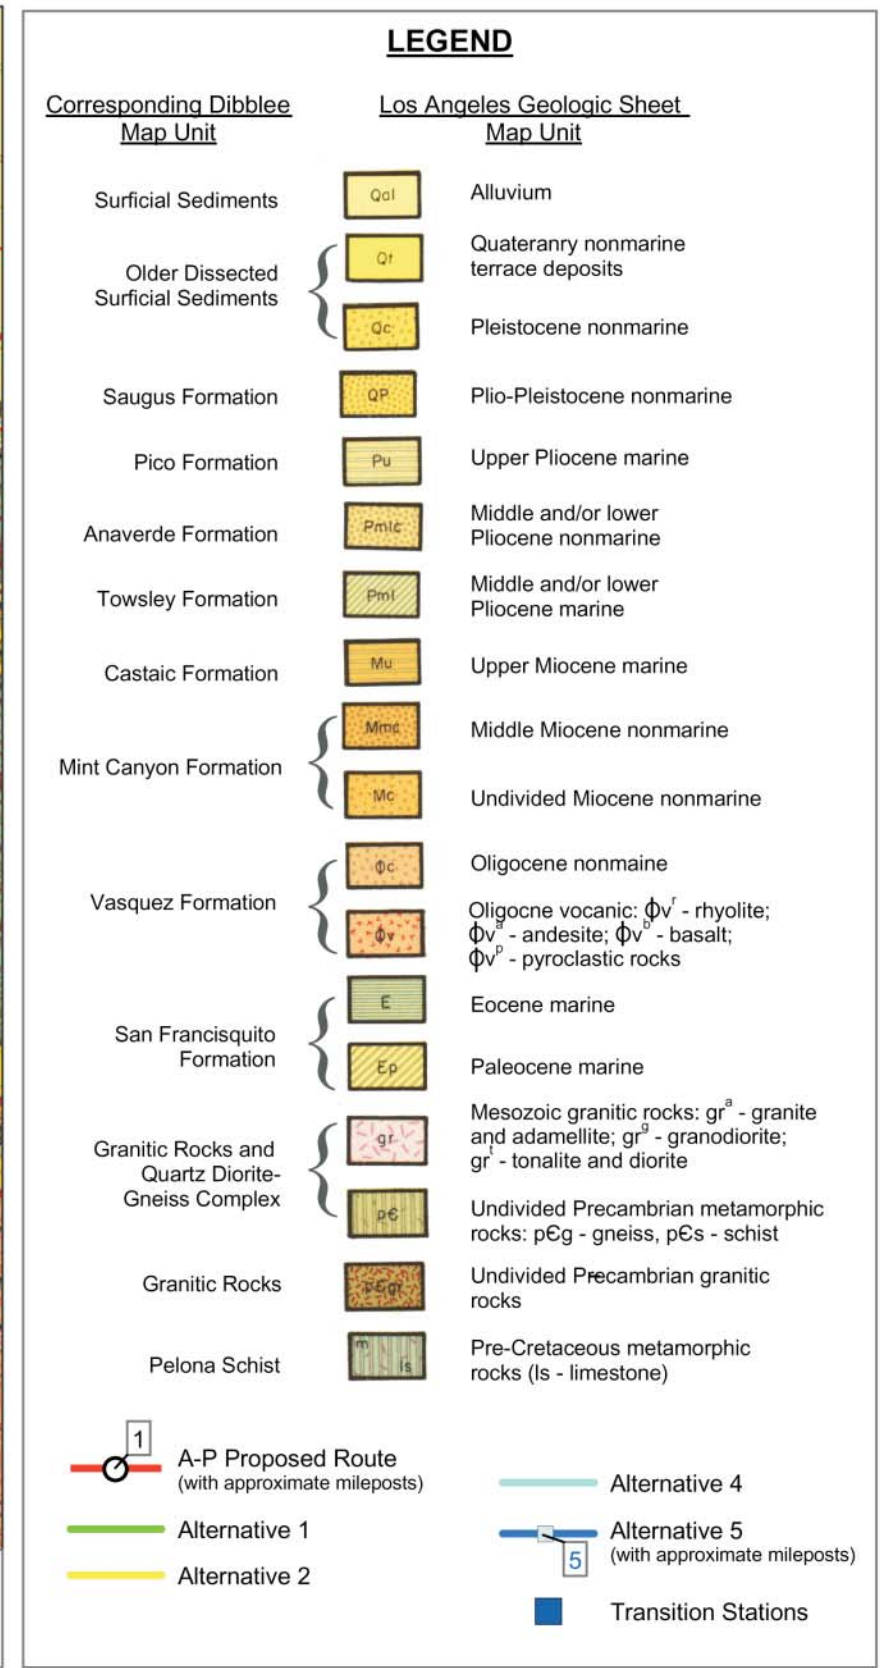 LEGEND
Corresponding Dibblee
Map Unit
Los Angeles Geologic Sheet
Map Unit
Surficial Sediments
Qal
Alluvium
Older Dissected
Surficial Sediments
Qt
Quateranry nonmarine
terrace deposits
Qc
Pleistocene nonmarine
Saugus Formation
QP
Plio-Pleistocene nonmarine
Pico Formation
Pu
Upper Pliocene marine
Anaverde Formation
Pmlc
Middle and/or lower
Pliocene nonmarine
Towsley Formation
Pml
Middle and/or lower
Pliocene marine
Castaic Formation
Mu
Upper Miocene marine
Mint Canyon Formation
Mmc
Middle Miocene nonmarine
Mc
Undivided Miocene nonmarine
Vasquez Formation
ϕc
Oligocene nonmaine
ϕv
Oligocne vocanic: ϕvʳ - rhyolite;
ϕvᵃ - andesite; ϕvᵇ - basalt;
ϕvᵖ - pyroclastic rocks
San Francisquito
Formation
E
Eocene marine
Ep
Paleocene marine
Granitic Rocks and
Quartz Diorite-
Gneiss Complex
gr
Mesozoic granitic rocks: grᵃ - granite
and adamellite; grᵍ - granodiorite;
grᵗ - tonalite and diorite
pЄ
Undivided Precambrian metamorphic
rocks: pЄg - gneiss, pЄs - schist
Granitic Rocks
pЄgr
Undivided Precambrian granitic
rocks
Pelona Schist
m
ls
Pre-Cretaceous metamorphic
rocks (ls - limestone)
1
A-P Proposed Route
(with approximate mileposts)
Alternative 1
Alternative 2
Alternative 4
Alternative 5
(with approximate mileposts)
5
Transition Stations